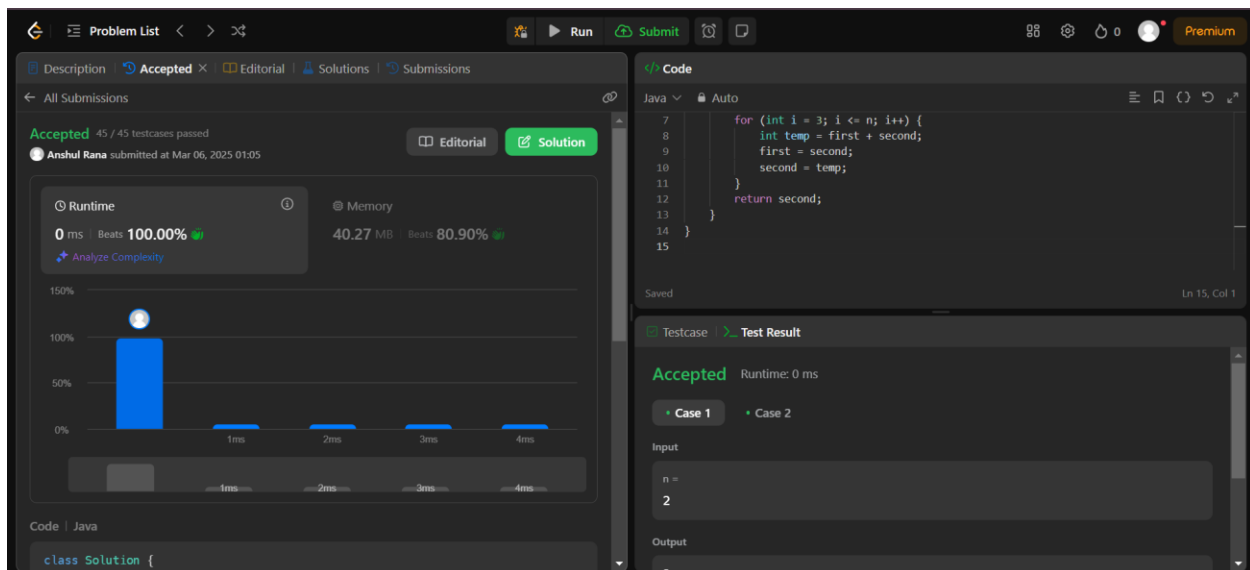 Problem List
Run
Submit
0
Premium
Description | Accepted × | Editorial | Solutions | Submissions
← All Submissions
Accepted 45 / 45 testcases passed
Anshul Rana submitted at Mar 06, 2025 01:05
Editorial
Solution
Runtime
0 ms | Beats 100.00%
Analyze Complexity
Memory
40.27 MB | Beats 80.90%
150%
100%
50%
0%
1ms 2ms 3ms 4ms
1ms 2ms 3ms 4ms
Code | Java
class Solution {
</> Code
Java Auto
7 for (int i = 3; i <= n; i++) {
8 int temp = first + second;
9 first = second;
10 second = temp;
11 }
12 return second;
13 }
14 }
15
Saved
Ln 15, Col 1
Testcase | >_ Test Result
Accepted Runtime: 0 ms
• Case 1 • Case 2
Input
n =
2
Output